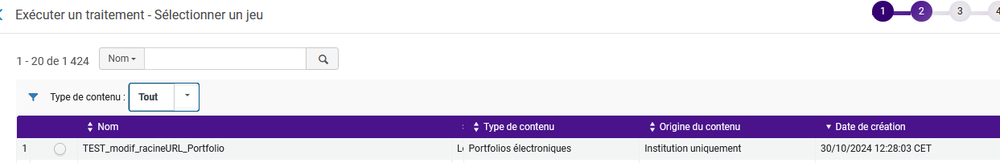 Exécuter un traitement - Sélectionner un jeu
1 2 3 4
1 - 20 de 1 424 Nom
Type de contenu : Tout
Nom Type de contenu Origine du contenu Date de création
1 TEST_modif_racineURL_Portfolio Portfolios électroniques Institution uniquement 30/10/2024 12:28:03 CET